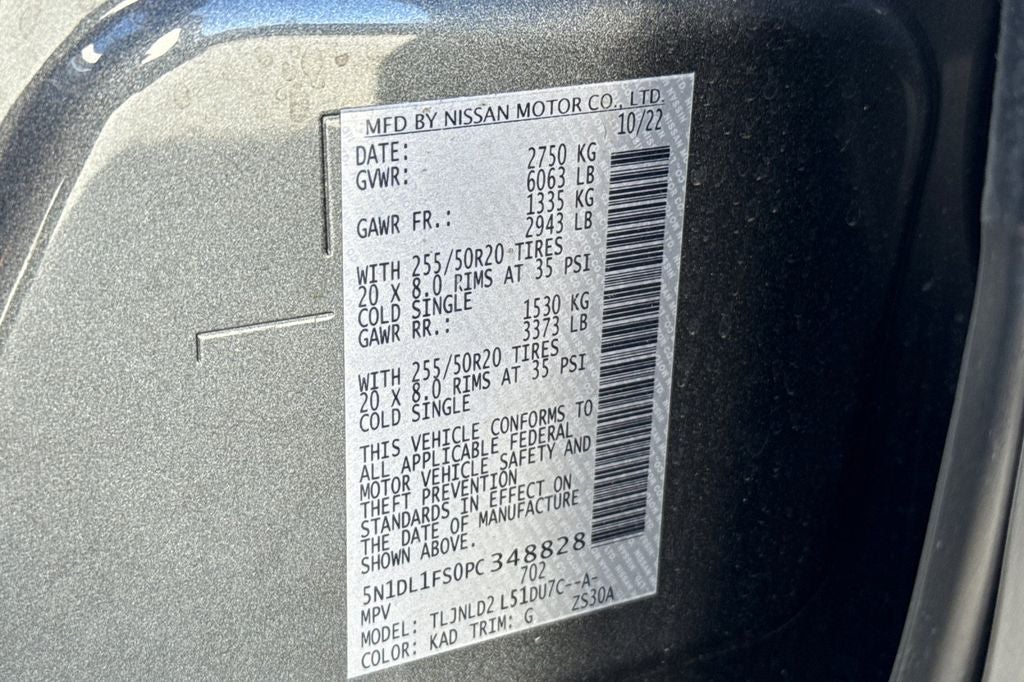 MFD BY NISSAN MOTOR CO., LTD.
DATE: 10/22
GVWR: 2750 KG
6063 LB
GAWR FR.: 1335 KG
2943 LB
WITH 255/50R20 TIRES
20 X 8.0 RIMS AT 35 PSI
COLD SINGLE
GAWR RR.: 1530 KG
3373 LB
WITH 255/50R20 TIRES
20 X 8.0 RIMS AT 35 PSI
COLD SINGLE
THIS VEHICLE CONFORMS TO
ALL APPLICABLE FEDERAL
MOTOR VEHICLE SAFETY AND
THEFT PREVENTION
STANDARDS IN EFFECT ON
THE DATE OF MANUFACTURE
SHOWN ABOVE.
5N1DL1FS0PC348828
MPV 702
MODEL: TLJNLD2 L51DU7C--A-
COLOR: KAD TRIM: G ZS30A